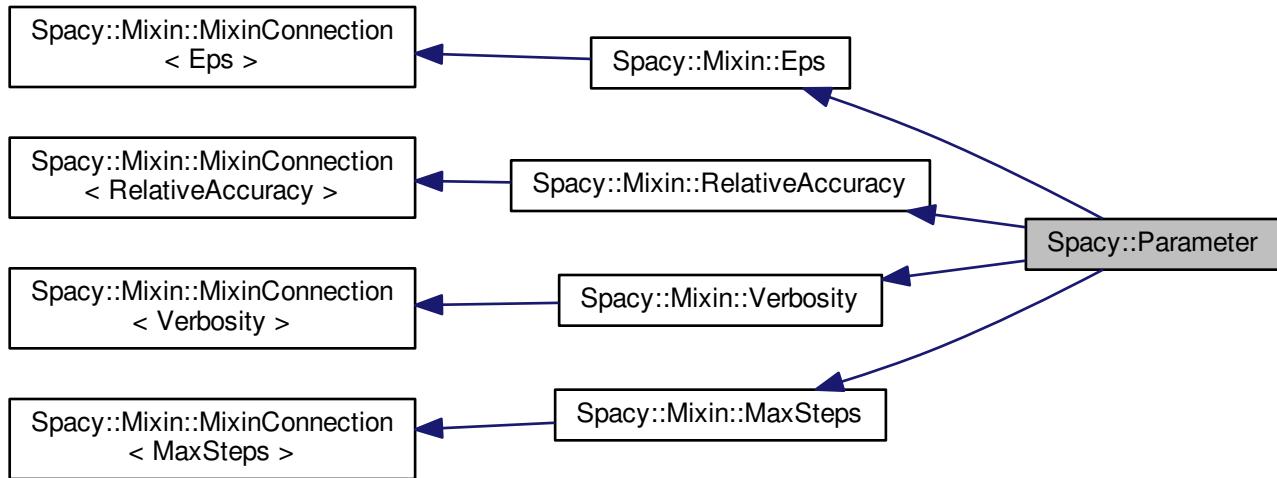 Spacy::Mixin::MixinConnection
< Eps >
Spacy::Mixin::Eps
Spacy::Mixin::MixinConnection
< RelativeAccuracy >
Spacy::Mixin::RelativeAccuracy
Spacy::Parameter
Spacy::Mixin::MixinConnection
< Verbosity >
Spacy::Mixin::Verbosity
Spacy::Mixin::MixinConnection
< MaxSteps >
Spacy::Mixin::MaxSteps